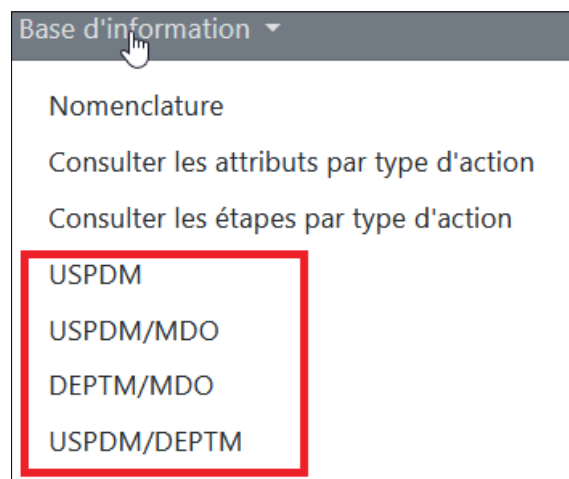 Base d'information
Nomenclature
Consulter les attributs par type d'action
Consulter les étapes par type d'action
USPDM
USPDM/MDO
DEPTM/MDO
USPDM/DEPTM